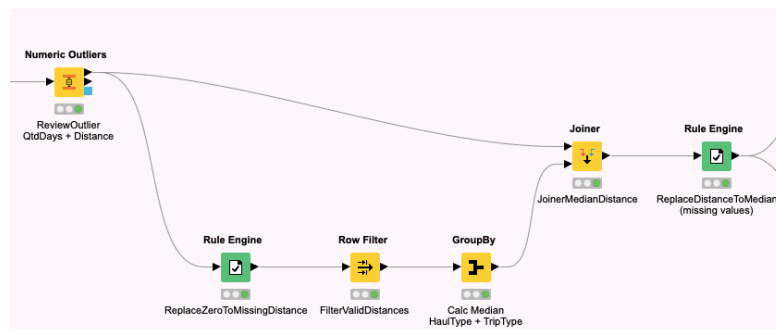 Numeric Outliers
ReviewOutlier
QtdDays + Distance
Joiner
JoinerMedianDistance
Rule Engine
ReplaceDistanceToMedian
(missing values)
Rule Engine
ReplaceZeroToMissingDistance
Row Filter
FilterValidDistances
GroupBy
Calc Median
HaulType + TripType